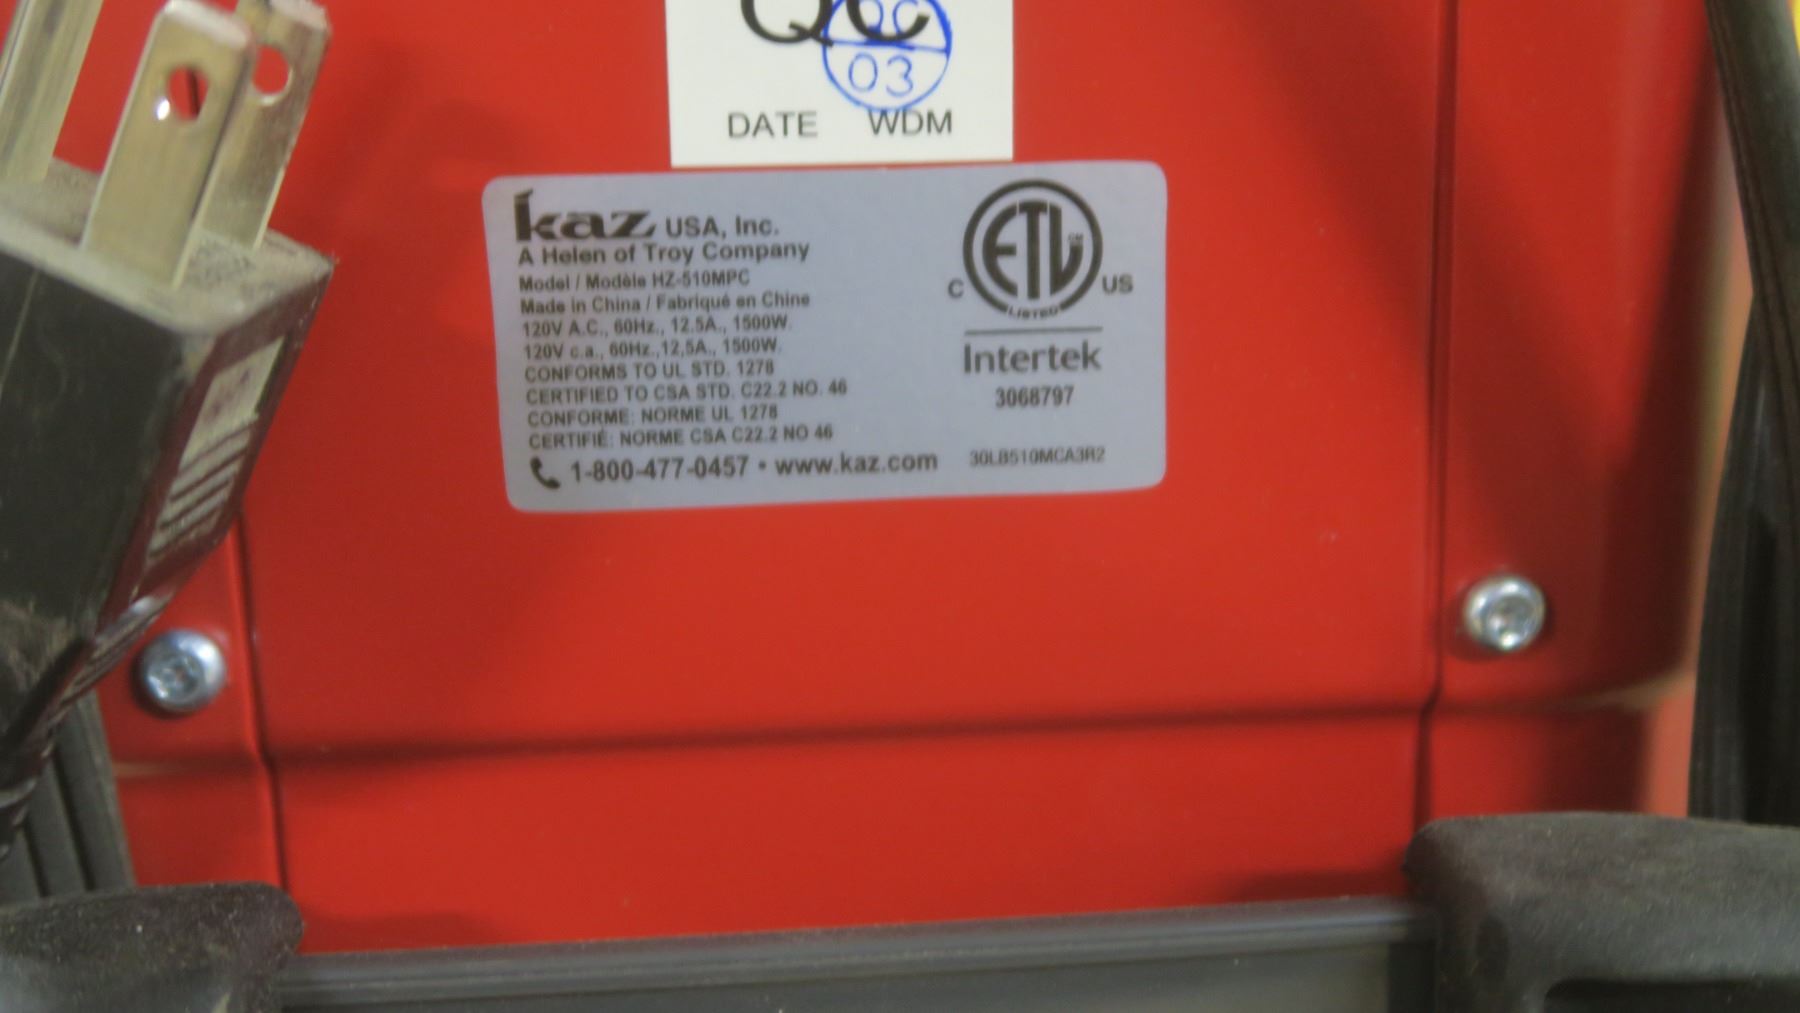 QC
QC
03
DATE WDM
kaz USA, Inc.
A Helen of Troy Company
Model / Modèle HZ-510MPC
Made in China / Fabriqué en Chine
120V A.C., 60Hz., 12.5A., 1500W.
120V c.a., 60Hz.,12,5A., 1500W.
CONFORMS TO UL STD. 1278
CERTIFIED TO CSA STD. C22.2 NO. 46
CONFORME: NORME UL 1278
CERTIFIÉ: NORME CSA C22.2 NO 46
1-800-477-0457 • www.kaz.com
ETL CM
C US
LISTED
Intertek
3068797
30LB510MCA3R2